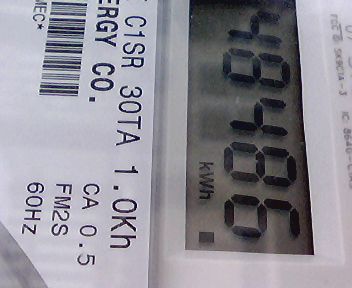 48486
kWh
C1SR 30TA 1.0Kh
ERGY CO.
CA 0.5
FM2S
60HZ